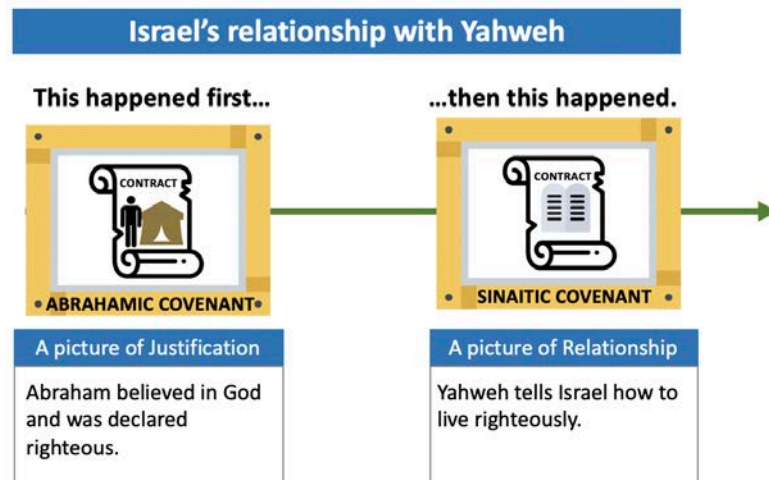 Israel's relationship with Yahweh
This happened first...
...then this happened.
CONTRACT
ABRAHAMIC COVENANT
CONTRACT
SINAITIC COVENANT
A picture of Justification
Abraham believed in God
and was declared
righteous.
A picture of Relationship
Yahweh tells Israel how to
live righteously.